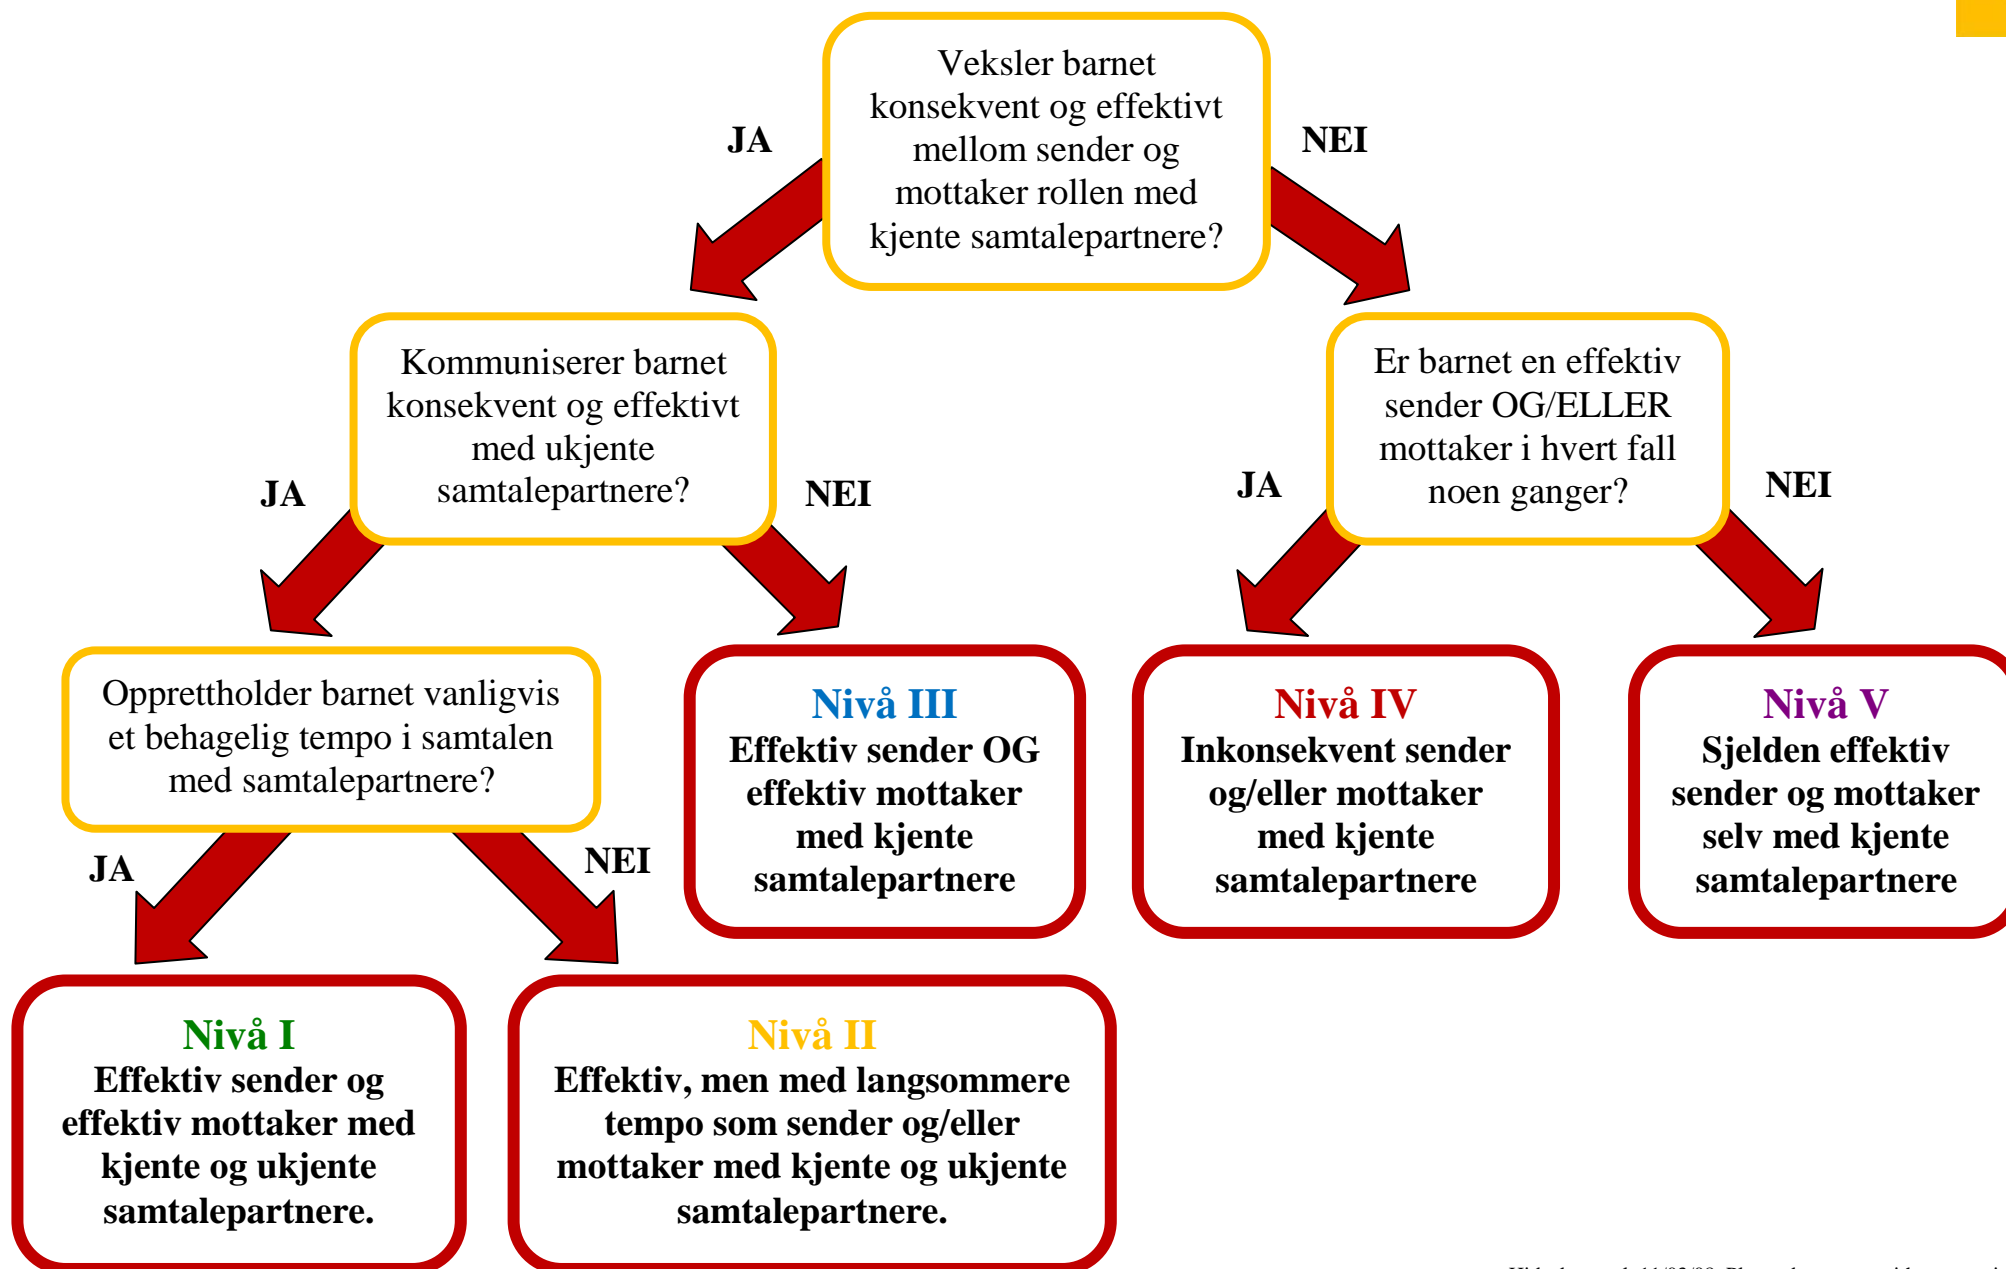 Veksler barnet
konsekvent og effektivt
mellom sender og
mottaker rollen med
kjente samtalepartnere?
JA
NEI
Kommuniserer barnet
konsekvent og effektivt
med ukjente
samtalepartnere?
JA
NEI
Er barnet en effektiv
sender OG/ELLER
mottaker i hvert fall
noen ganger?
JA
NEI
Opprettholder barnet vanligvis
et behagelig tempo i samtalen
med samtalepartnere?
JA
NEI
Nivå III
Effektiv sender OG
effektiv mottaker
med kjente
samtalepartnere
Nivå IV
Inkonsekvent sender
og/eller mottaker
med kjente
samtalepartnere
Nivå V
Sjelden effektiv
sender og mottaker
selv med kjente
samtalepartnere
Nivå I
Effektiv sender og
effektiv mottaker med
kjente og ukjente
samtalepartnere.
Nivå II
Effektiv, men med langsommere
tempo som sender og/eller
mottaker med kjente og ukjente
samtalepartnere.